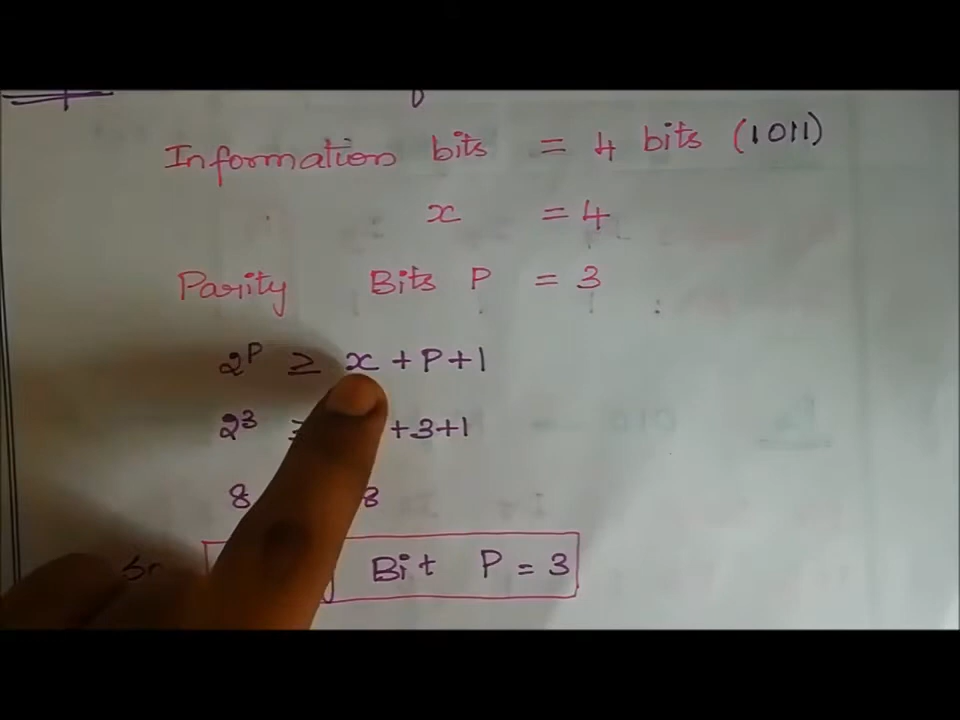 Information bits = 4 bits (1011)
x = 4
Parity Bits P = 3
2^P ≥ x + P + 1
2^3 ≥ + 3 + 1
8 8
Bit P = 3